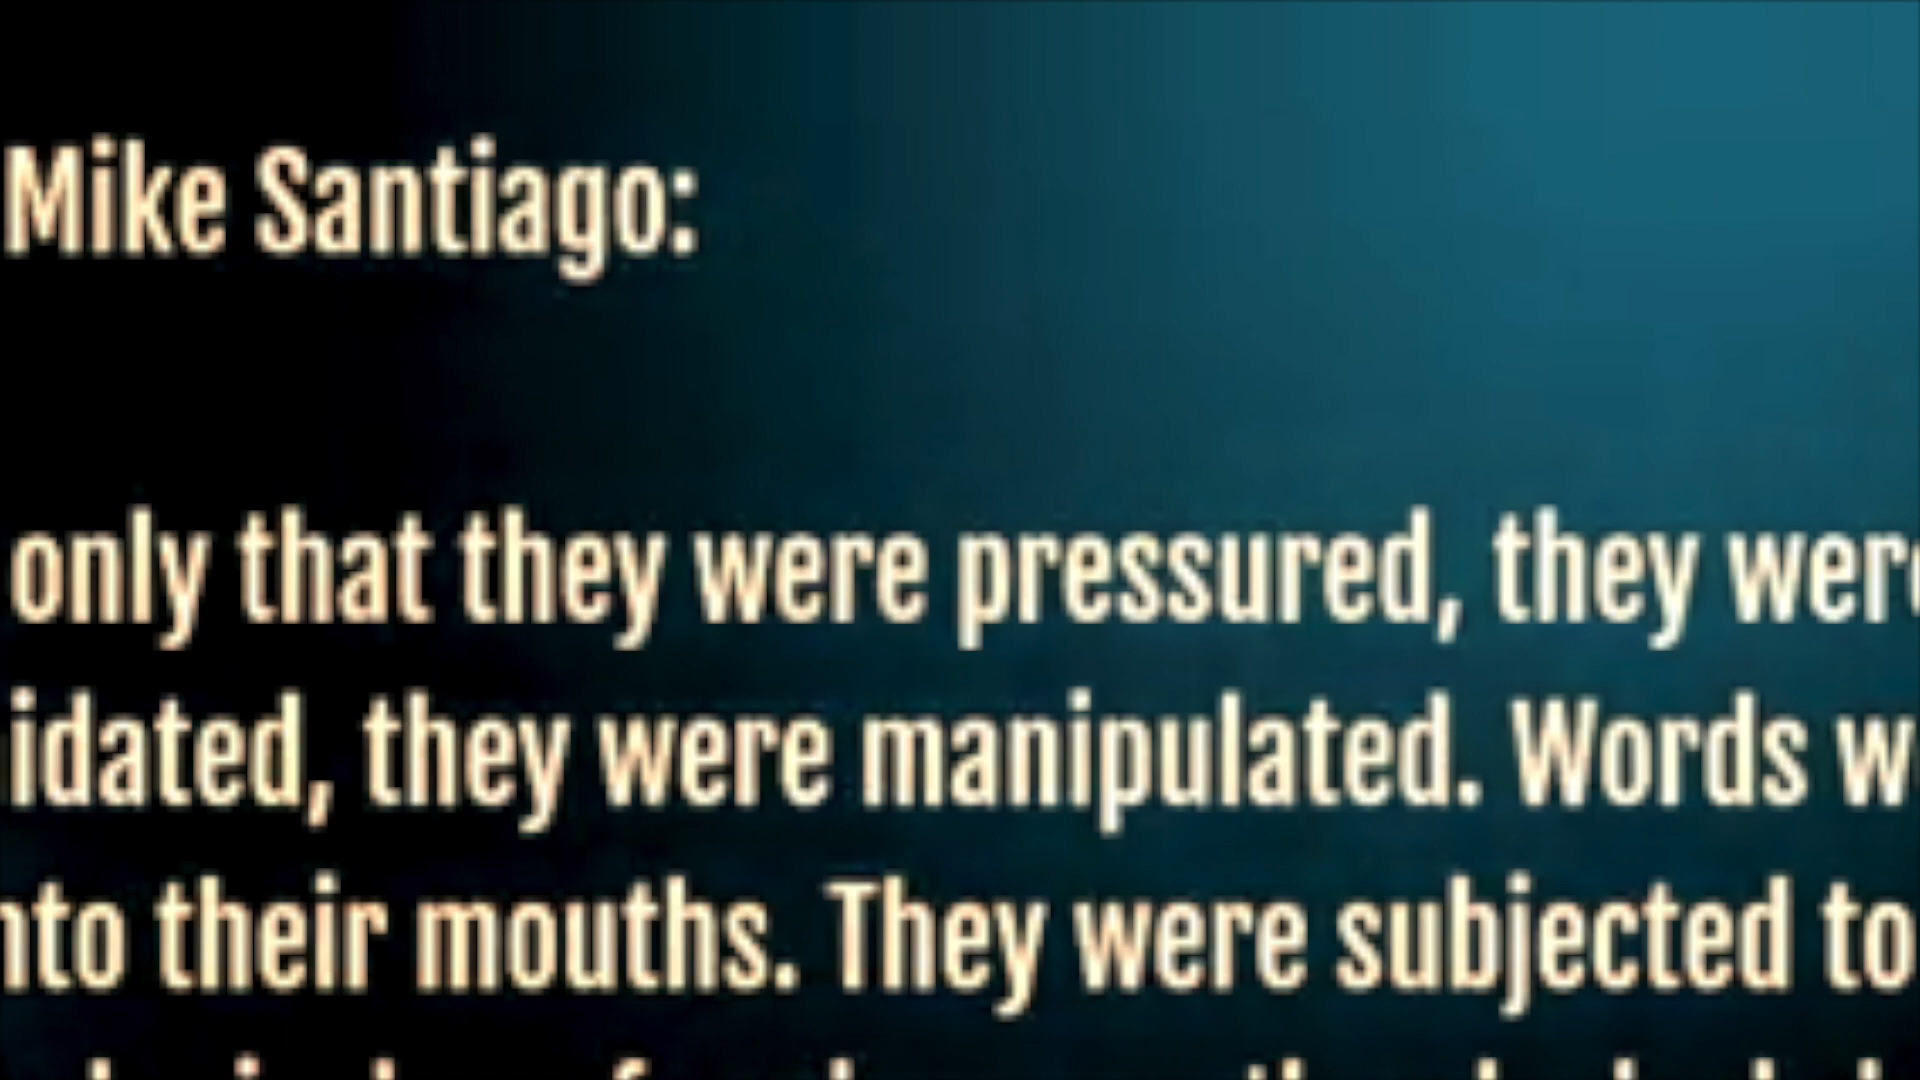 Mike Santiago:
only that they were pressured, they were
idated, they were manipulated. Words w
nto their mouths. They were subjected to